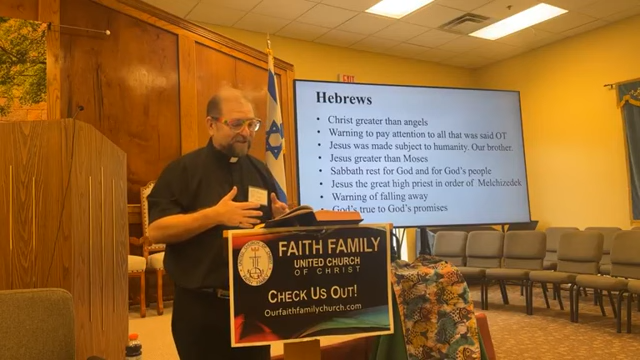 EXIT
Hebrews
• Christ greater than angels
• Warning to pay attention to all that was said OT
• Jesus was made subject to humanity. Our brother.
• Jesus greater than Moses
• Sabbath rest for God and for God's people
• Jesus the great high priest in order of Melchizedek
• Warning of falling away
• God's true to God's promises
FAITH FAMILY
UNITED CHURCH
OF CHRIST
CHECK US OUT!
Ourfaithfamilychurch.com